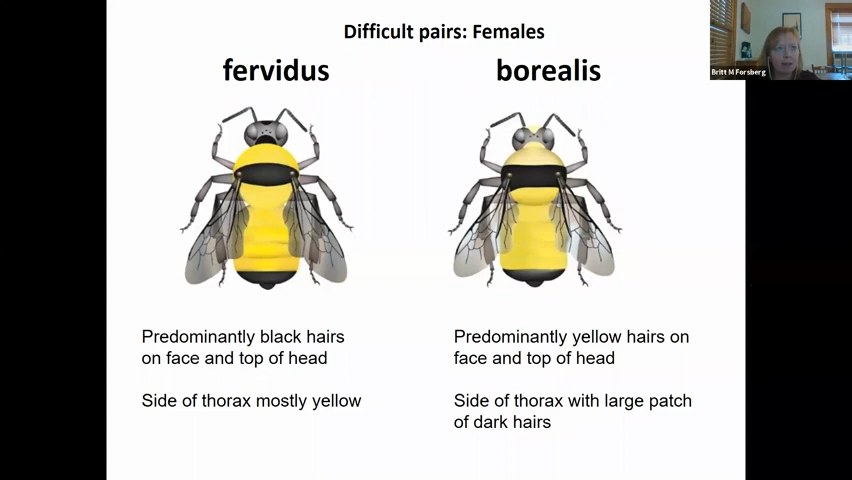 Difficult pairs: Females
fervidus
borealis
Britt M Forsberg
Predominantly black hairs
on face and top of head
Side of thorax mostly yellow
Predominantly yellow hairs on
face and top of head
Side of thorax with large patch
of dark hairs